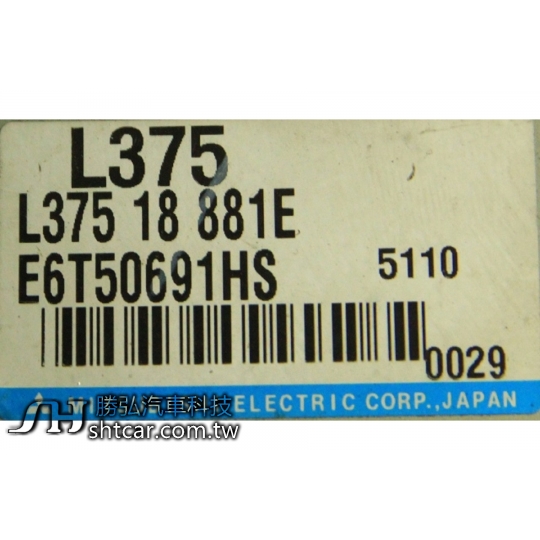 L375
L375 18 881E
E6T50691HS 5110
0029
ELECTRIC CORP.,JAPAN
SH 勝弘汽車科技
shtcar.com.tw